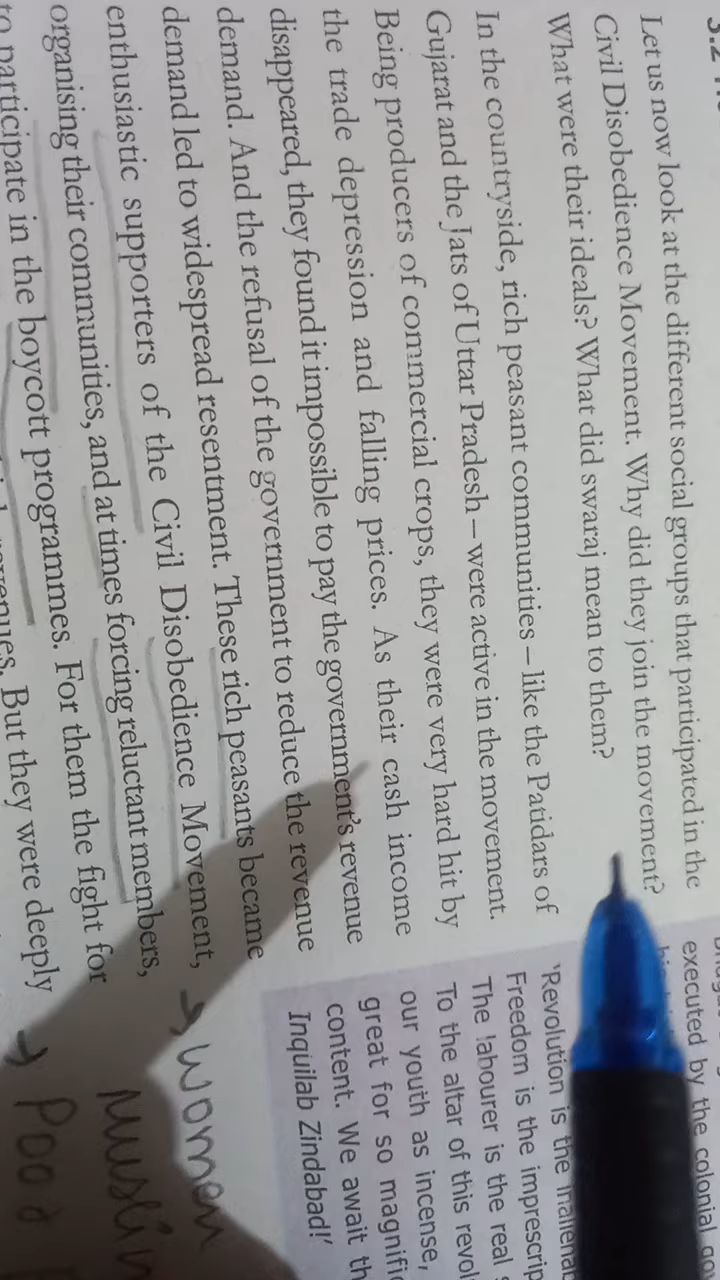 3.2
Let us now look at the different social groups that participated in the
Civil Disobedience Movement. Why did they join the movement?
What were their ideals? What did swaraj mean to them?
In the countryside, rich peasant communities – like the Patidars of
Gujarat and the Jats of Uttar Pradesh – were active in the movement.
Being producers of commercial crops, they were very hard hit by
the trade depression and falling prices. As their cash income
disappeared, they found it impossible to pay the government's revenue
demand. And the refusal of the government to reduce the revenue
demand led to widespread resentment. These rich peasants became
enthusiastic supporters of the Civil Disobedience Movement,
organising their communities, and at times forcing reluctant members,
to participate in the boycott programmes. For them the fight for
revenues. But they were deeply
executed by the colonial
'Revolution is the
Freedom is the
The labourer is the real
To the altar of this
our youth as incense,
great for so
content. We await
Inquilab Zindabad!'
→ women
→ Poor